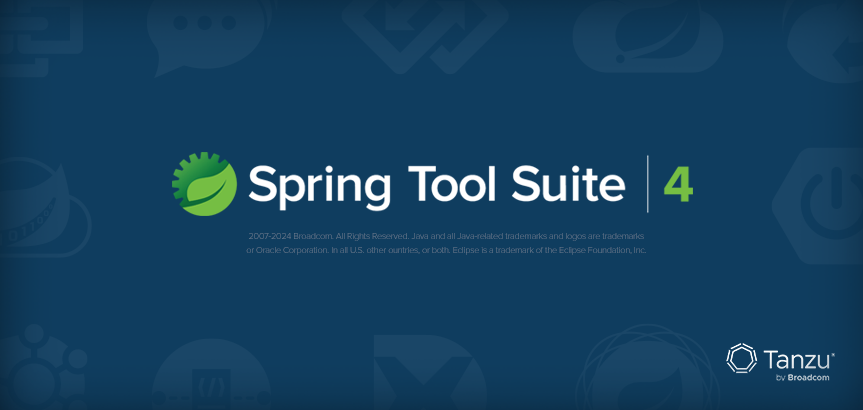 Spring Tool Suite | 4
2007-2024 Broadcom. All Rights Reserved. Java and all Java-related trademarks and logos are trademarks
or Oracle Corporation. In all U.S. other ountries, or both. Eclipse is a trademark of the Eclipse Foundation, Inc.
Tanzu
by Broadcom